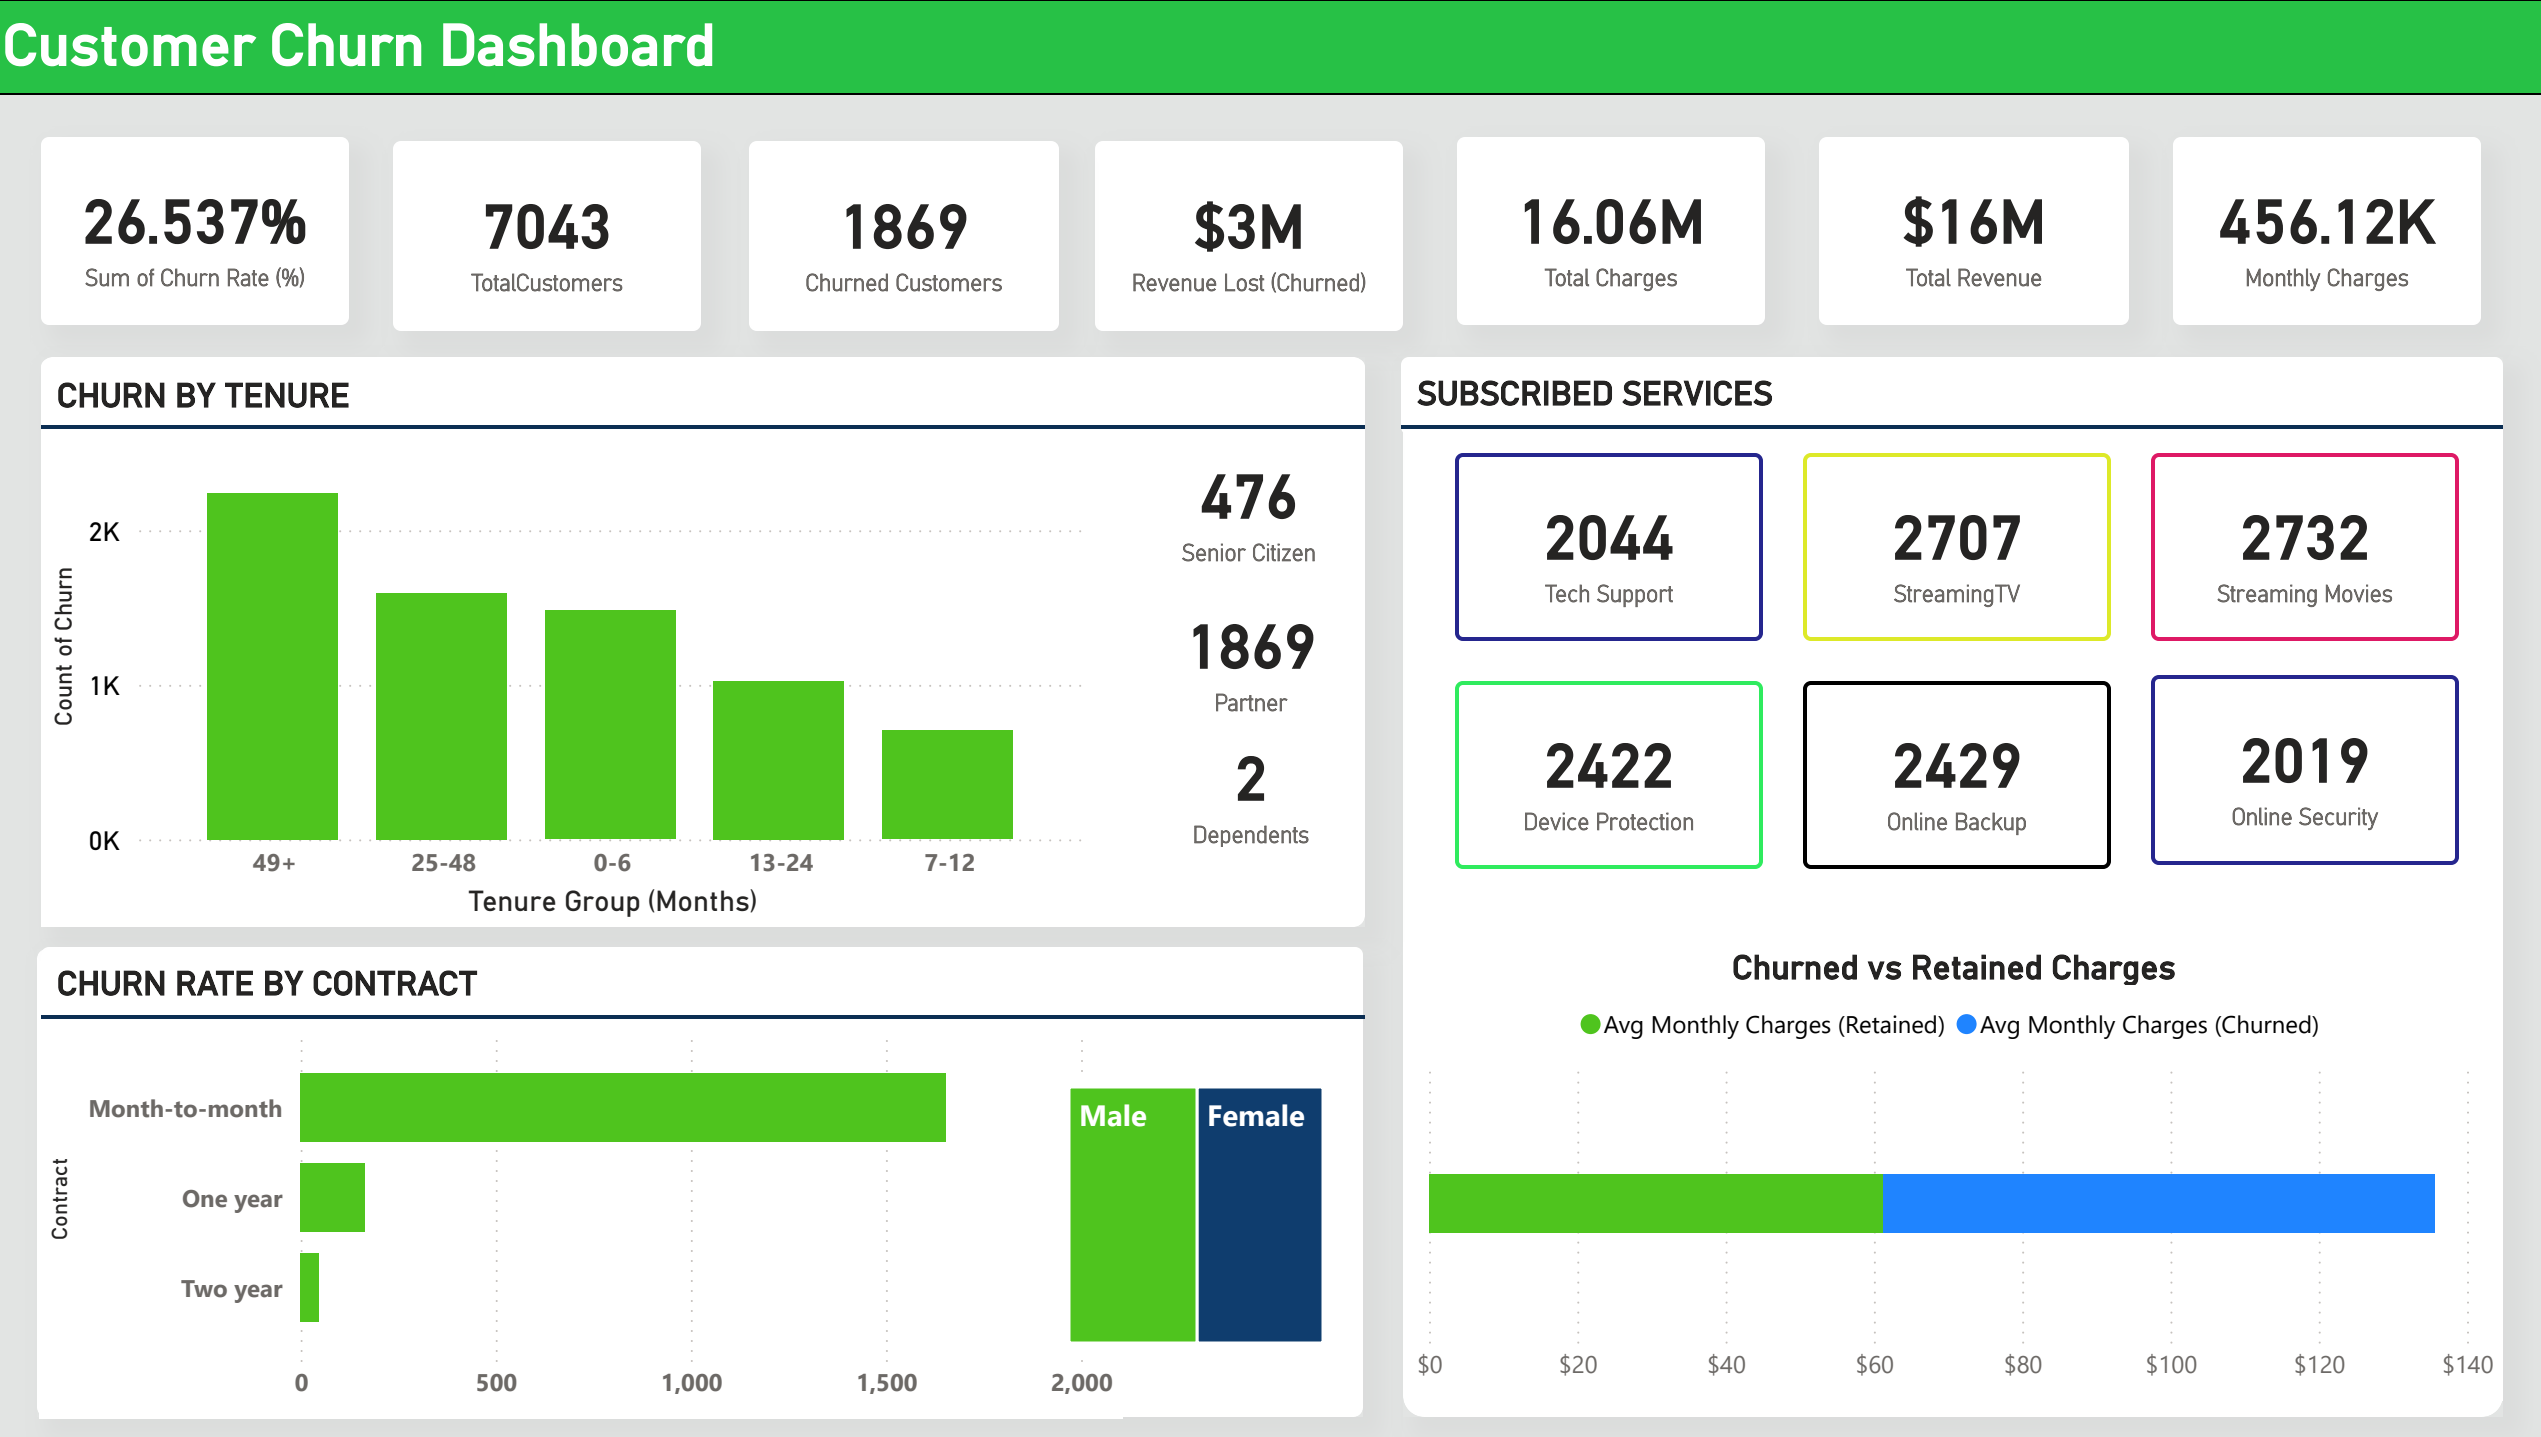 Customer Churn Dashboard
26.537%
Sum of Churn Rate (%)
7043
TotalCustomers
1869
Churned Customers
$3M
Revenue Lost (Churned)
16.06M
Total Charges
$16M
Total Revenue
456.12K
Monthly Charges
CHURN BY TENURE
Count of Churn
2K
1K
0K
49+
25-48
0-6
13-24
7-12
Tenure Group (Months)
476
Senior Citizen
1869
Partner
2
Dependents
SUBSCRIBED SERVICES
2044
Tech Support
2707
StreamingTV
2732
Streaming Movies
2422
Device Protection
2429
Online Backup
2019
Online Security
CHURN RATE BY CONTRACT
Contract
Month-to-month
One year
Two year
0
500
1,000
1,500
2,000
Male
Female
Churned vs Retained Charges
Avg Monthly Charges (Retained)
Avg Monthly Charges (Churned)
$0
$20
$40
$60
$80
$100
$120
$140